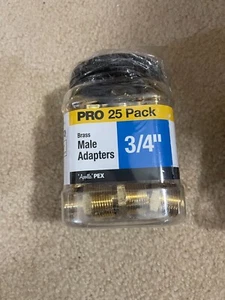 PRO 25 Pack
Brass
Male
Adapters
3/4"
"Apollo" PEX